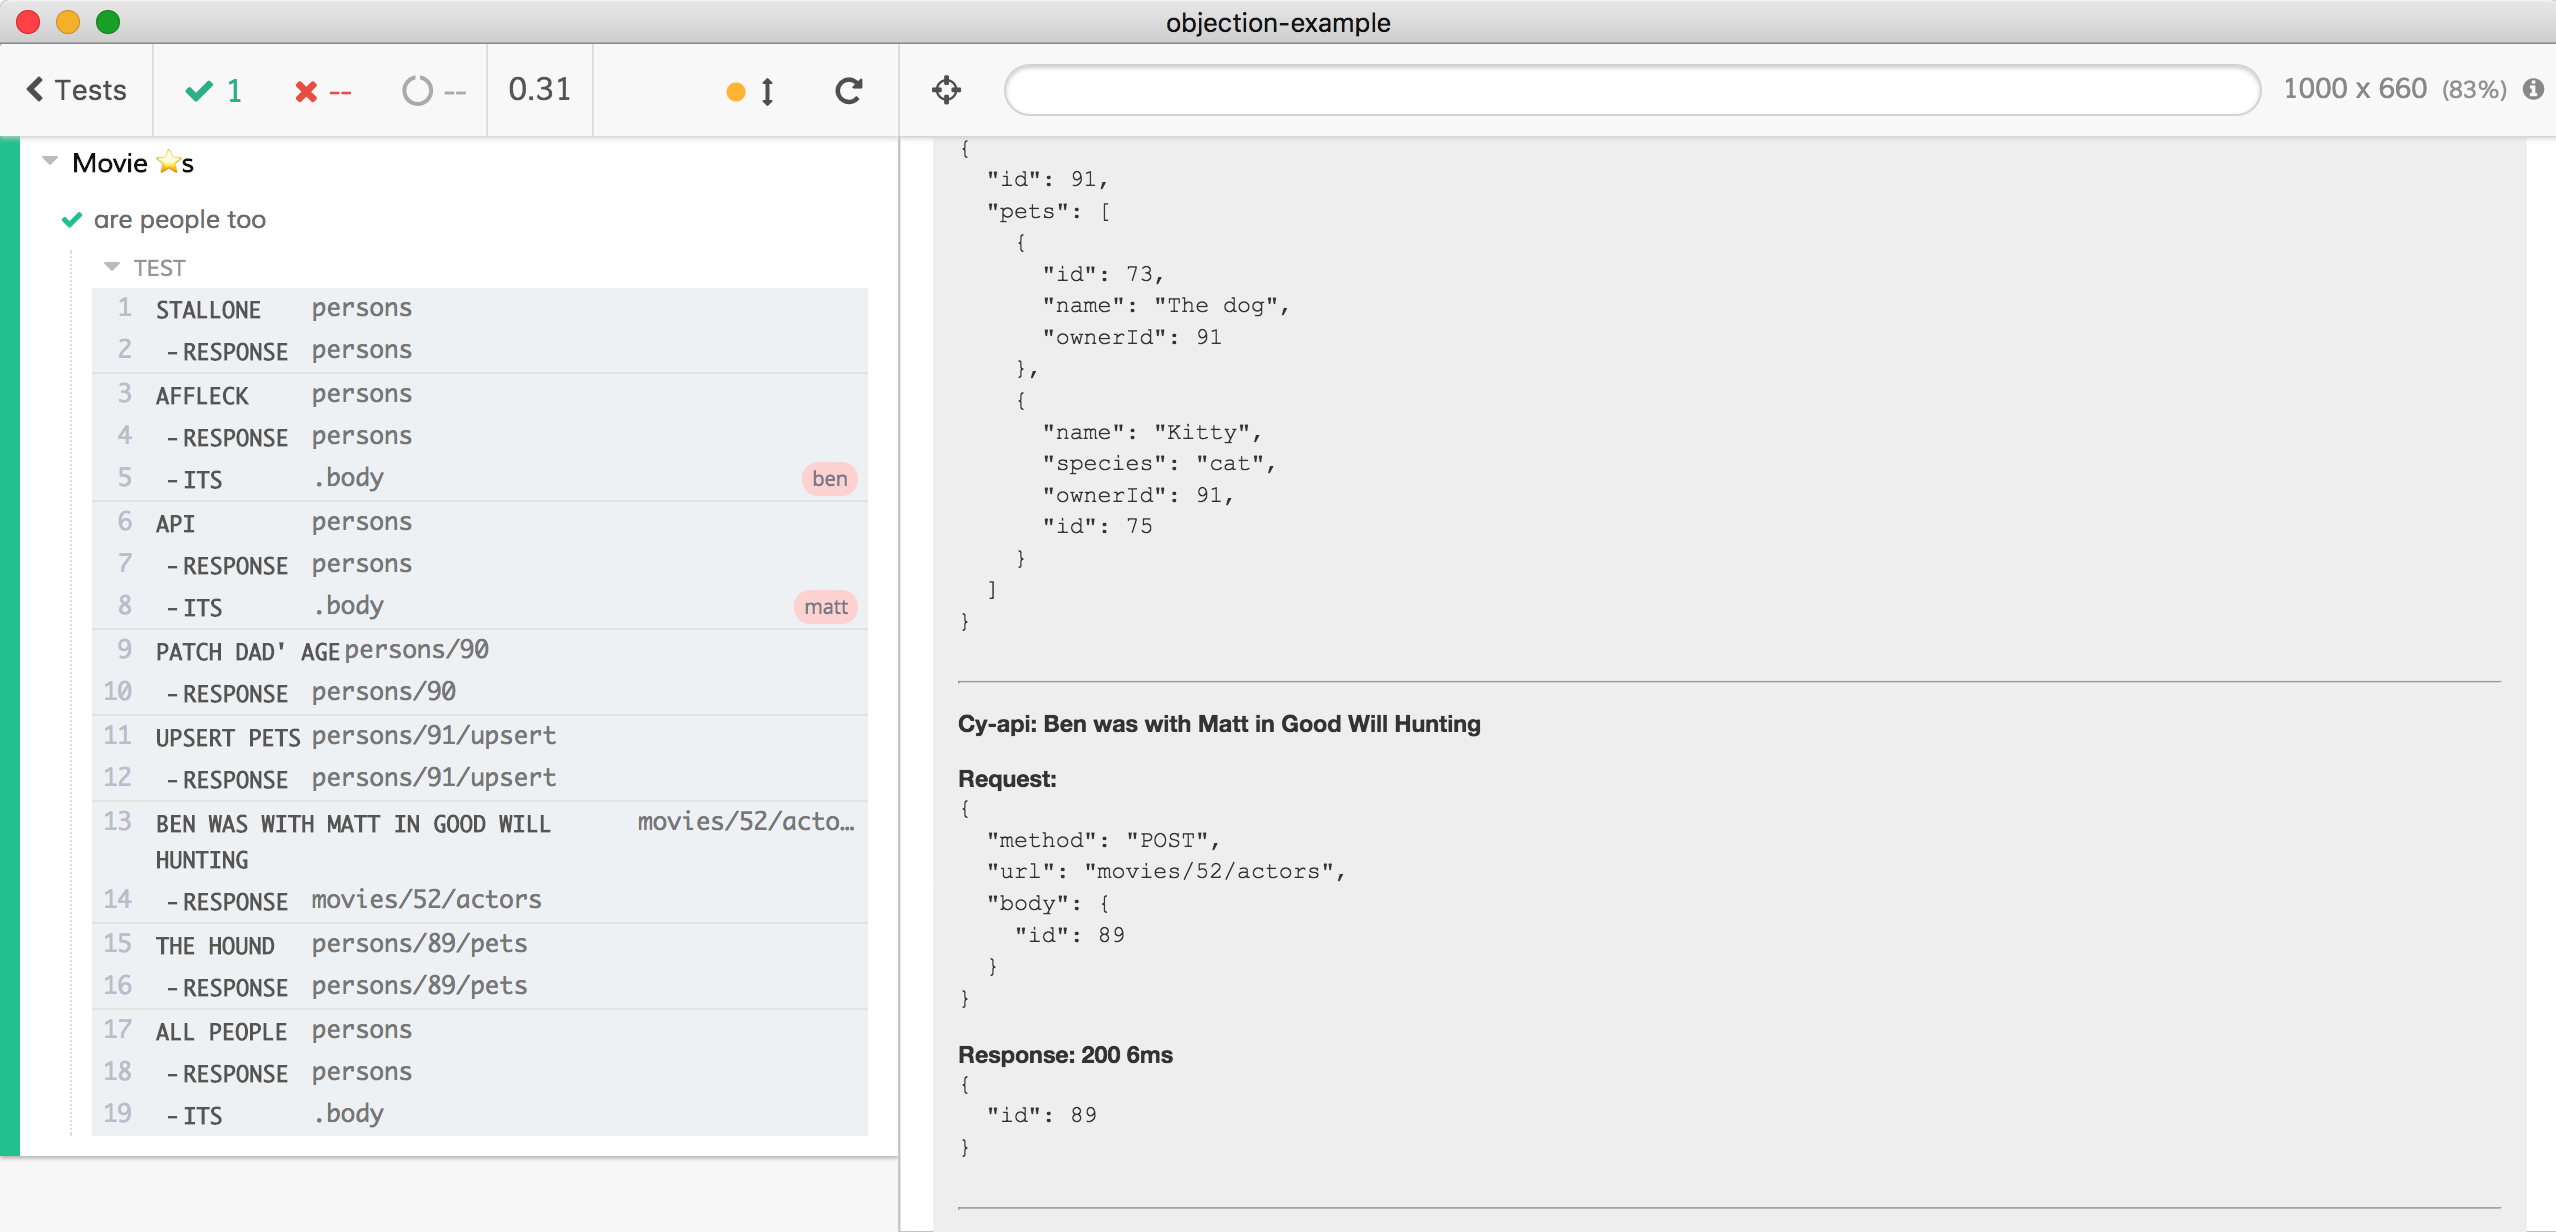 objection-example
Tests 1 -- -- 0.31 1000 x 660 (83%)
Movie ⭐s
are people too
TEST
1 STALLONE persons
2 -RESPONSE persons
3 AFFLECK persons
4 -RESPONSE persons
5 -ITS .body ben
6 API persons
7 -RESPONSE persons
8 -ITS .body matt
9 PATCH DAD' AGE persons/90
10 -RESPONSE persons/90
11 UPSERT PETS persons/91/upsert
12 -RESPONSE persons/91/upsert
13 BEN WAS WITH MATT IN GOOD WILL movies/52/acto…
HUNTING
14 -RESPONSE movies/52/actors
15 THE HOUND persons/89/pets
16 -RESPONSE persons/89/pets
17 ALL PEOPLE persons
18 -RESPONSE persons
19 -ITS .body
{
"id": 91,
"pets": [
{
"id": 73,
"name": "The dog",
"ownerId": 91
},
{
"name": "Kitty",
"species": "cat",
"ownerId": 91,
"id": 75
}
]
}
Cy-api: Ben was with Matt in Good Will Hunting
Request:
{
"method": "POST",
"url": "movies/52/actors",
"body": {
"id": 89
}
}
Response: 200 6ms
{
"id": 89
}